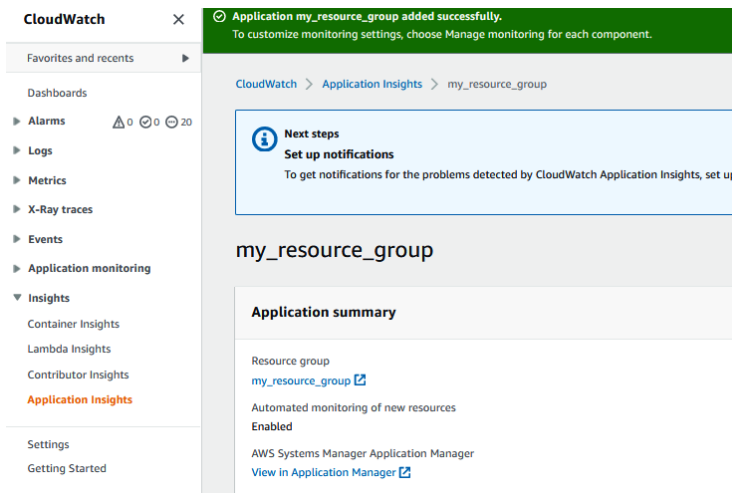 CloudWatch
Favorites and recents
Dashboards
Alarms 0 0 20
Logs
Metrics
X-Ray traces
Events
Application monitoring
Insights
Container Insights
Lambda Insights
Contributor Insights
Application Insights
Settings
Getting Started
Application my_resource_group added successfully.
To customize monitoring settings, choose Manage monitoring for each component.
CloudWatch > Application Insights > my_resource_group
Next steps
Set up notifications
To get notifications for the problems detected by CloudWatch Application Insights, set up
my_resource_group
Application summary
Resource group
my_resource_group
Automated monitoring of new resources
Enabled
AWS Systems Manager Application Manager
View in Application Manager